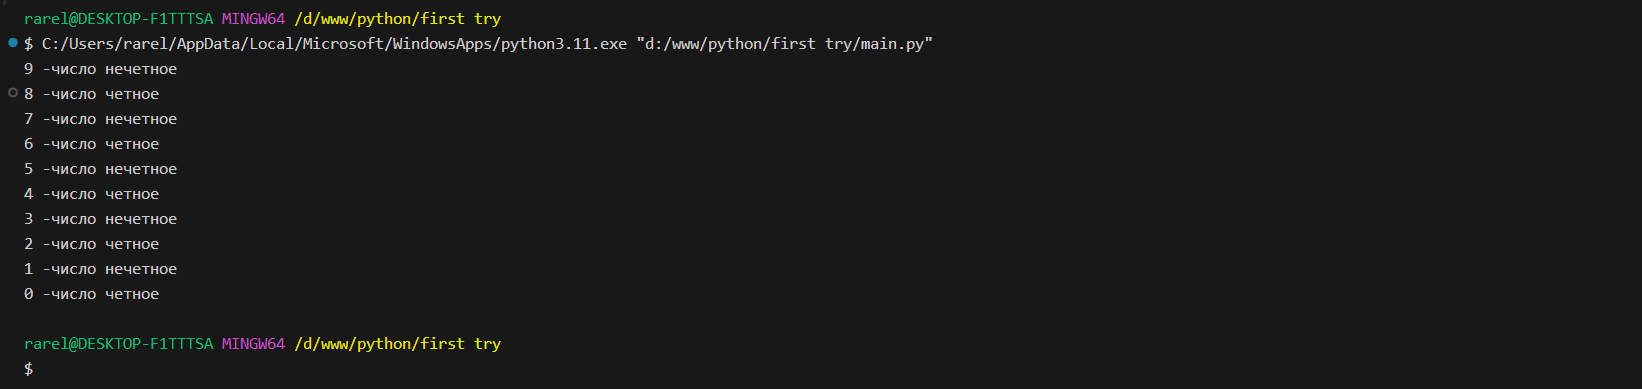 rarel@DESKTOP-F1TTTSA MINGW64 /d/www/python/first try
$ C:/Users/rarel/AppData/Local/Microsoft/WindowsApps/python3.11.exe "d:/www/python/first try/main.py"
9 -число нечетное
8 -число четное
7 -число нечетное
6 -число четное
5 -число нечетное
4 -число четное
3 -число нечетное
2 -число четное
1 -число нечетное
0 -число четное
rarel@DESKTOP-F1TTTSA MINGW64 /d/www/python/first try
$